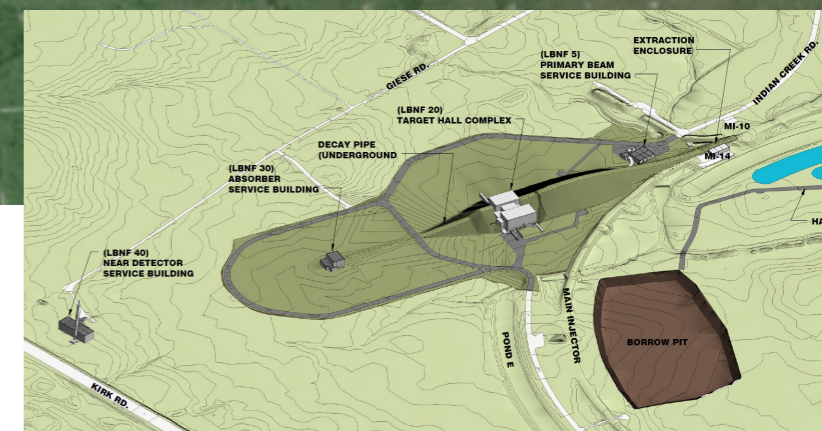 EXTRACTION
ENCLOSURE
(LBNF 5)
PRIMARY BEAM
SERVICE BUILDING
INDIAN CREEK RD.
GIESE RD.
(LBNF 20)
TARGET HALL COMPLEX
MI-10
MI-14
DECAY PIPE
(UNDERGROUND
(LBNF 30)
ABSORBER
SERVICE BUILDING
HA
(LBNF 40)
NEAR DETECTOR
SERVICE BUILDING
MAIN INJECTOR
POND E
BORROW PIT
KIRK RD.